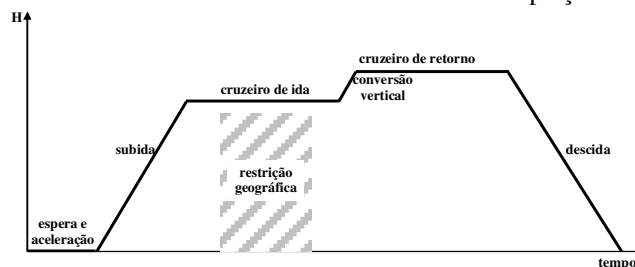 H
cruzeiro de retorno
conversão
vertical
cruzeiro de ida
subida
descida
restrição
geográfica
espera e
aceleração
tempo